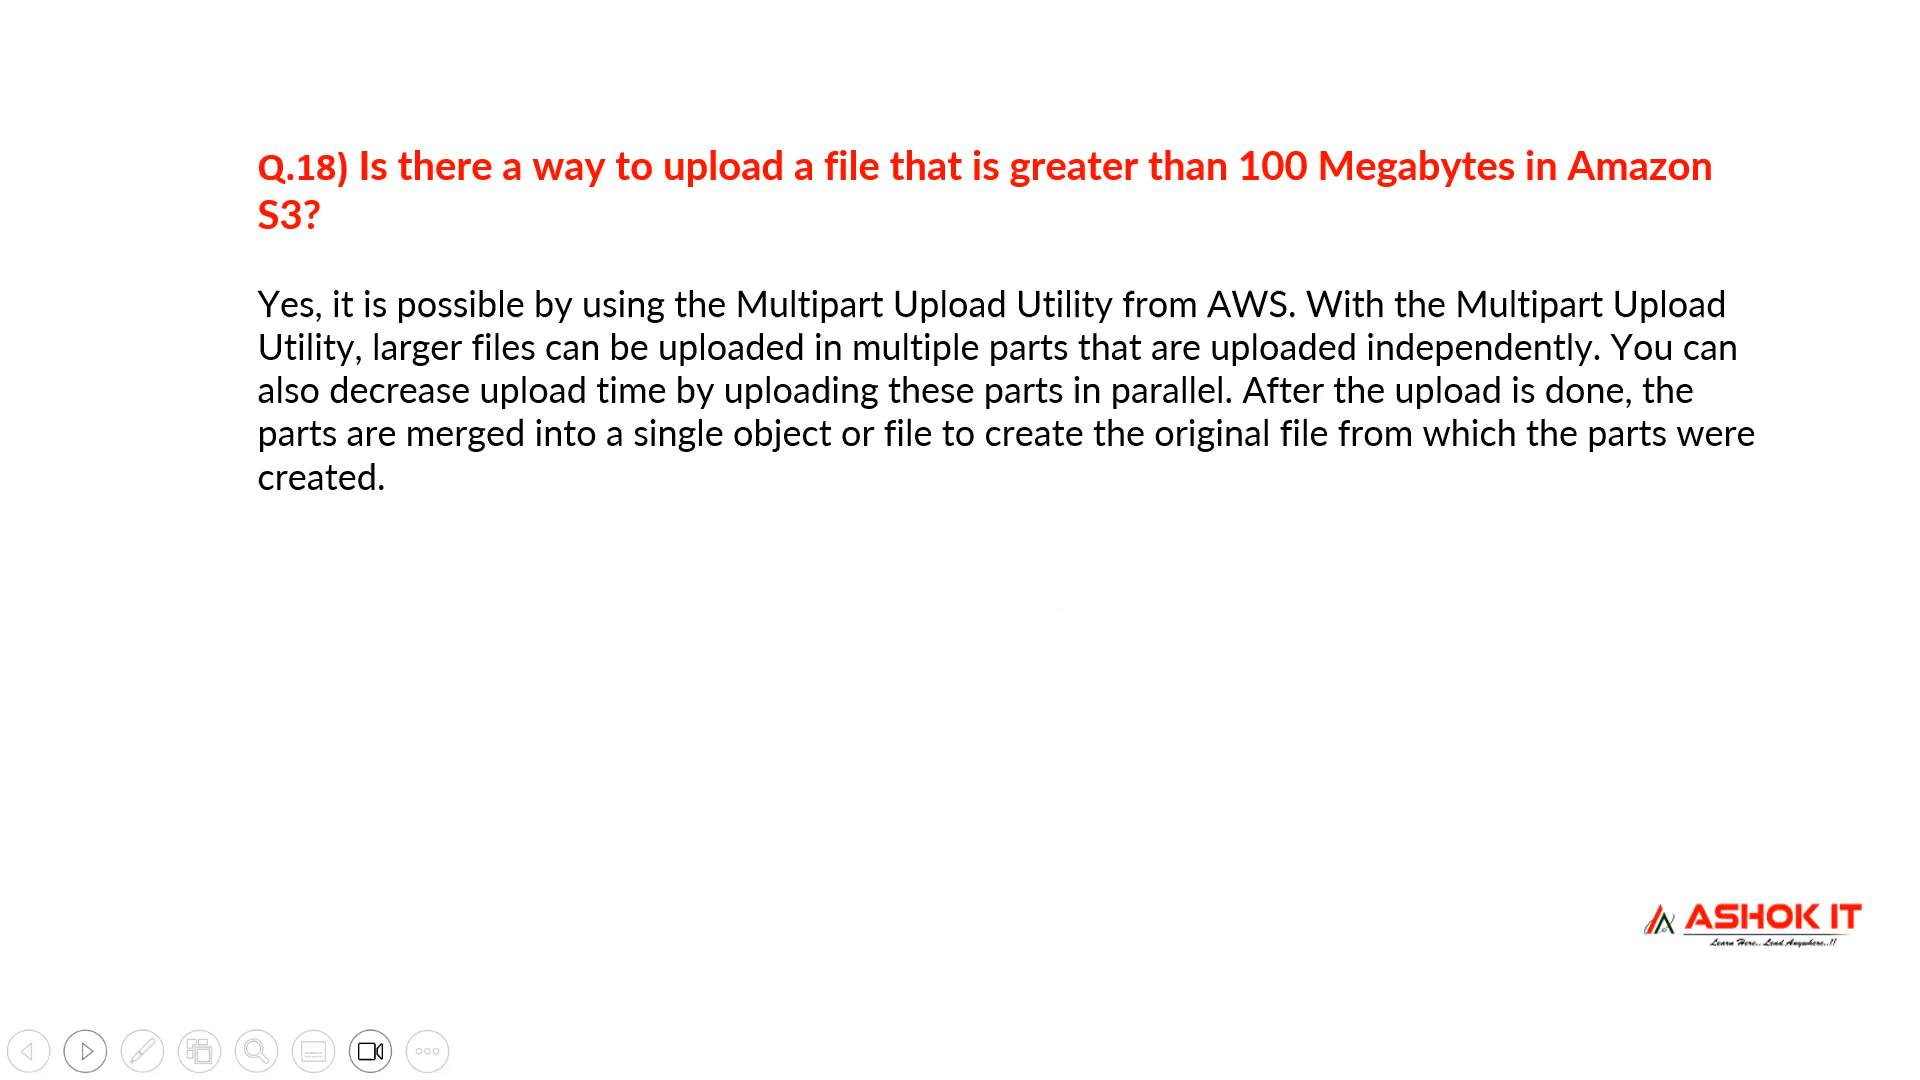 Q.18) Is there a way to upload a file that is greater than 100 Megabytes in Amazon
S3?
Yes, it is possible by using the Multipart Upload Utility from AWS. With the Multipart Upload
Utility, larger files can be uploaded in multiple parts that are uploaded independently. You can
also decrease upload time by uploading these parts in parallel. After the upload is done, the
parts are merged into a single object or file to create the original file from which the parts were
created.
ASHOK IT
Learn Here.. Lead Anywhere..!!